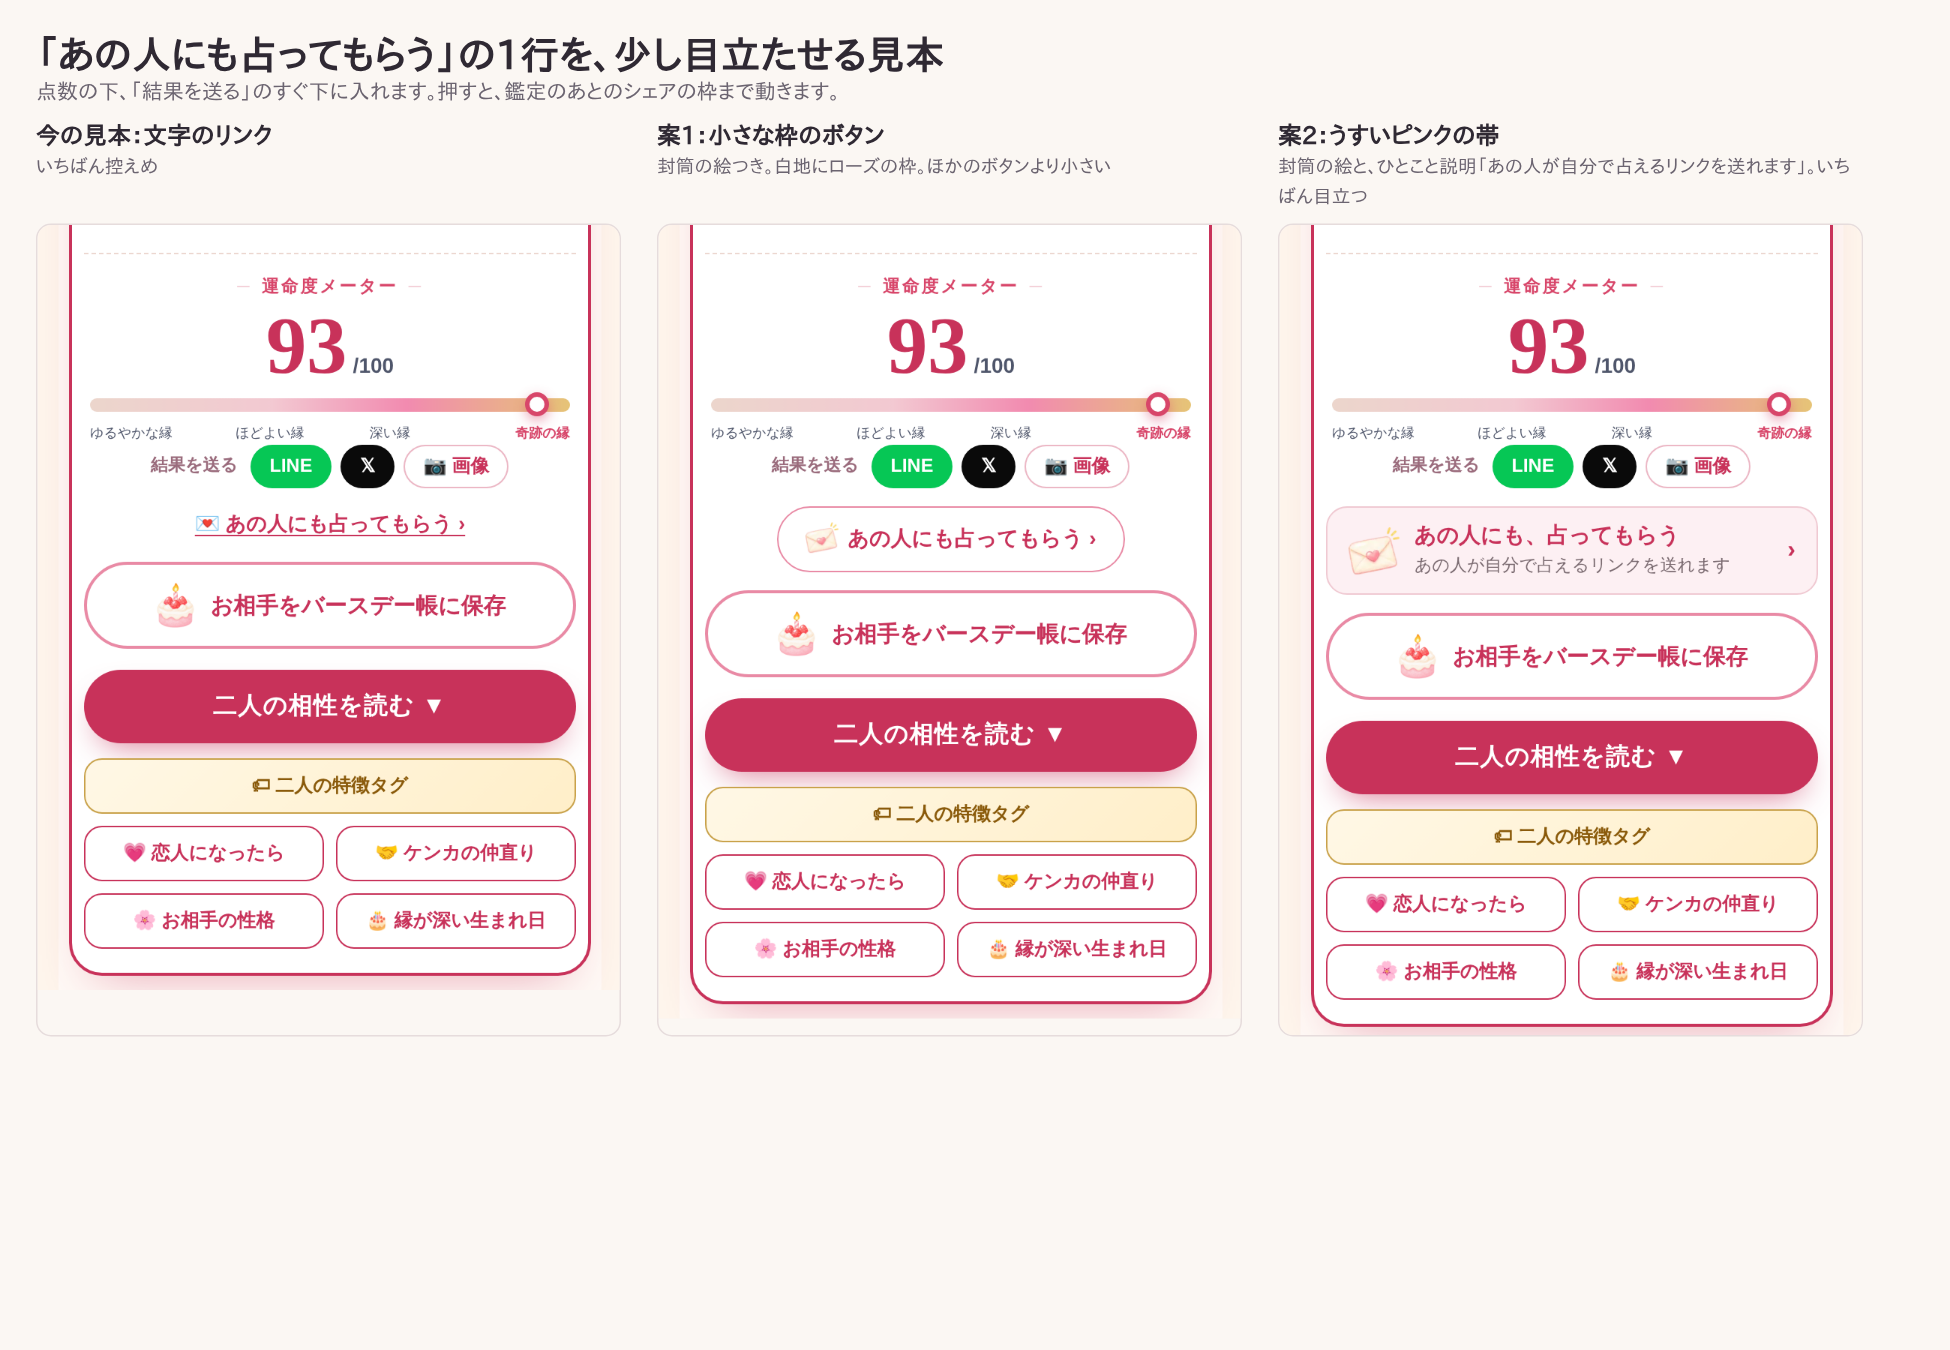 「あの人にも占ってもらう」の1行を、少し目立たせる見本
点数の下、「結果を送る」のすぐ下に入れます。押すと、鑑定のあとのシェアの枠まで動きます。
今の見本：文字のリンク
いちばん控えめ
運命度メーター
93 /100
ゆるやかな縁 ほどよい縁 深い縁 奇跡の縁
結果を送る LINE 𝕏 📷 画像
💌 あの人にも占ってもらう ›
お相手をバースデー帳に保存
二人の相性を読む ▼
🏷 二人の特徴タグ
💗 恋人になったら 🤝 ケンカの仲直り
🌸 お相手の性格 🎂 縁が深い生まれ日
案1：小さな枠のボタン
封筒の絵つき。白地にローズの枠。ほかのボタンより小さい
運命度メーター
93 /100
ゆるやかな縁 ほどよい縁 深い縁 奇跡の縁
結果を送る LINE 𝕏 📷 画像
あの人にも占ってもらう ›
お相手をバースデー帳に保存
二人の相性を読む ▼
🏷 二人の特徴タグ
💗 恋人になったら 🤝 ケンカの仲直り
🌸 お相手の性格 🎂 縁が深い生まれ日
案2：うすいピンクの帯
封筒の絵と、ひとこと説明「あの人が自分で占えるリンクを送れます」。いち
ばん目立つ
運命度メーター
93 /100
ゆるやかな縁 ほどよい縁 深い縁 奇跡の縁
結果を送る LINE 𝕏 📷 画像
あの人にも、占ってもらう
あの人が自分で占えるリンクを送れます ›
お相手をバースデー帳に保存
二人の相性を読む ▼
🏷 二人の特徴タグ
💗 恋人になったら 🤝 ケンカの仲直り
🌸 お相手の性格 🎂 縁が深い生まれ日